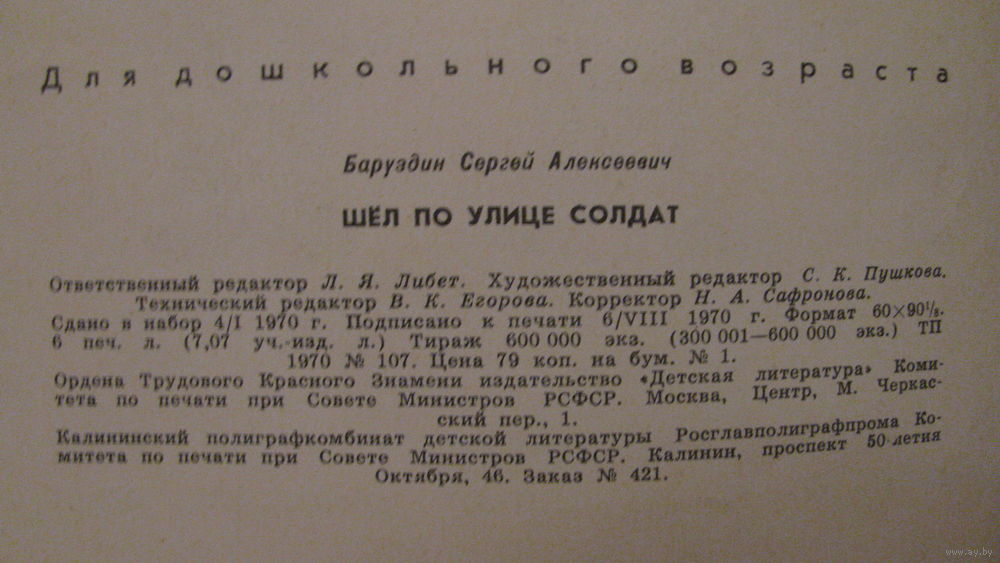 Для дошкольного возраста
Баруздин Сергей Алексеевич
ШЁЛ ПО УЛИЦЕ СОЛДАТ
Ответственный редактор Л. Я. Либет. Художественный редактор С. К. Пушкова.
Технический редактор В. К. Егорова. Корректор Н. А. Сафронова.
Сдано в набор 4/I 1970 г. Подписано к печати 6/VIII 1970 г. Формат 60×90¹/₈.
6 печ. л. (7,07 уч.-изд. л.) Тираж 600 000 экз. (300 001—600 000 экз.) ТП
1970 № 107. Цена 79 коп. на бум. № 1.
Ордена Трудового Красного Знамени издательство «Детская литература» Коми-
тета по печати при Совете Министров РСФСР. Москва, Центр, М. Черкас-
ский пер., 1.
Калининский полиграфкомбинат детской литературы Росглавполиграфпрома Ко-
митета по печати при Совете Министров РСФСР. Калинин, проспект 50-летия
Октября, 46. Заказ № 421.
www.ay.by